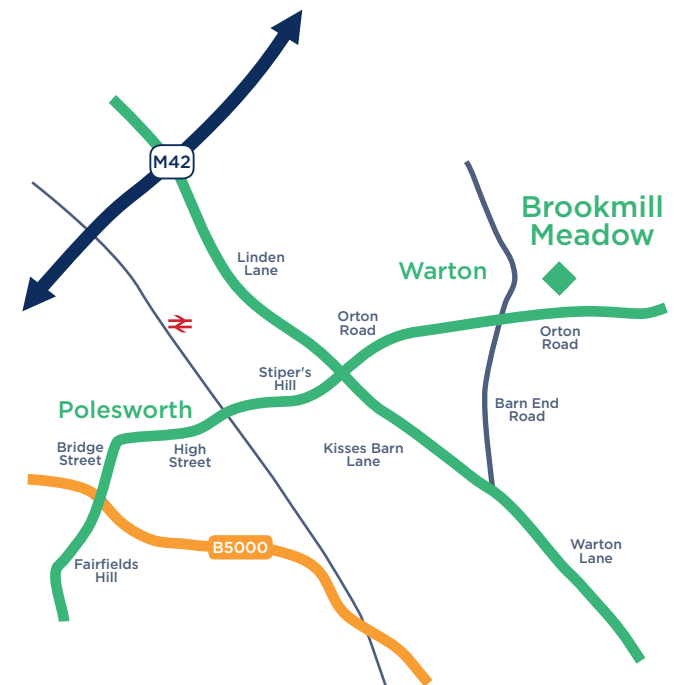 M42
Brookmill
Meadow
Linden
Lane
Warton
Orton
Road
Orton
Road
Stiper's
Hill
Polesworth
Barn End
Road
Bridge
Street
High
Street
Kisses Barn
Lane
B5000
Warton
Lane
Fairfields
Hill